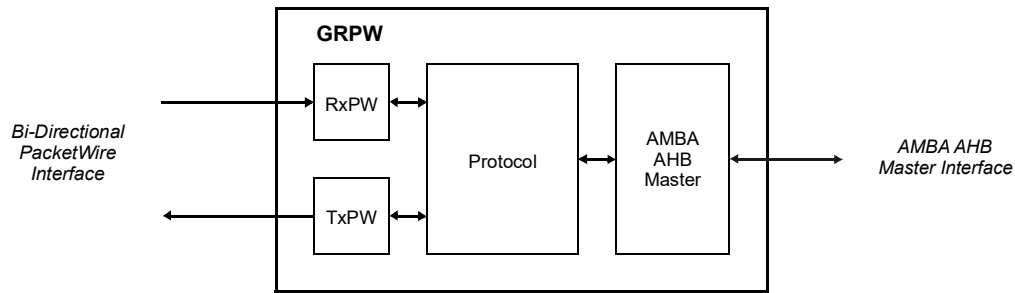 GRPW
RxPW
Bi-Directional
PacketWire
Interface
Protocol
AMBA
AHB
Master
AMBA AHB
Master Interface
TxPW